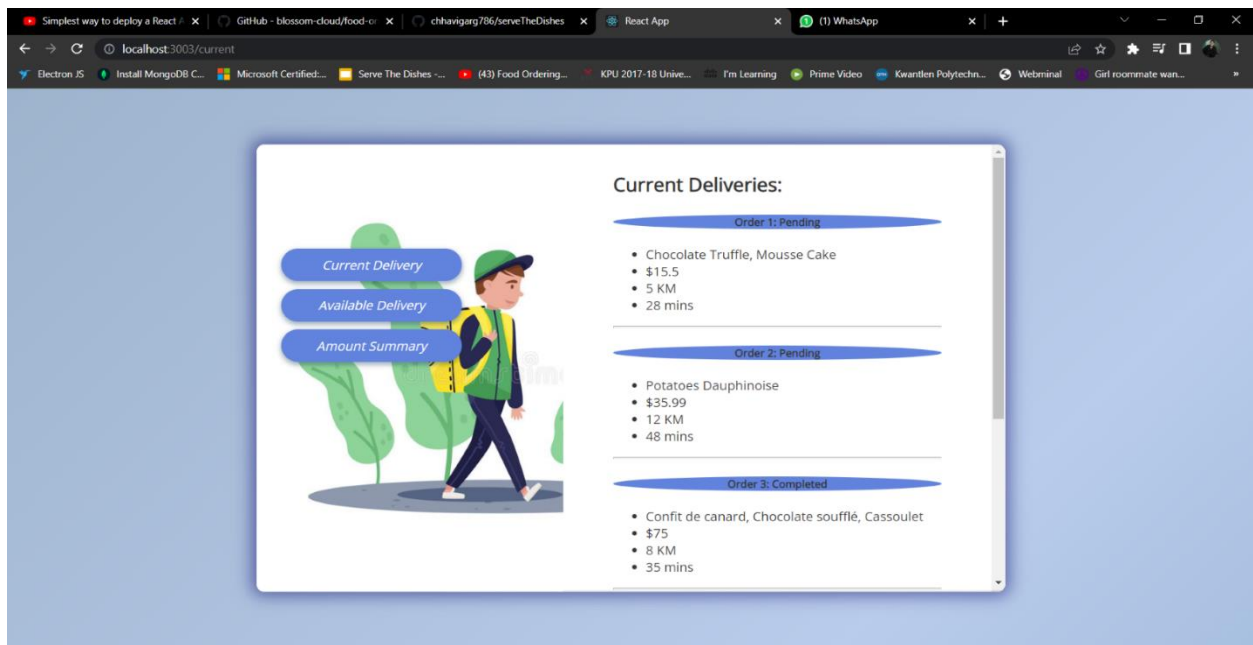 Simplest way to deploy a React A
GitHub - blossom-cloud/food-or
chhavigarg786/serveTheDishes
React App
(1) WhatsApp
localhost:3003/current
Electron JS
Install MongoDB C...
Microsoft Certified:...
Serve The Dishes -...
(43) Food Ordering...
KPU 2017-18 Unive...
I'm Learning
Prime Video
Kwantlen Polytechn...
Webminal
Girl roommate wan...
Current Delivery
Available Delivery
Amount Summary
Current Deliveries:
Order 1: Pending
Chocolate Truffle, Mousse Cake
$15.5
5 KM
28 mins
Order 2: Pending
Potatoes Dauphinoise
$35.99
12 KM
48 mins
Order 3: Completed
Confit de canard, Chocolate soufflé, Cassoulet
$75
8 KM
35 mins